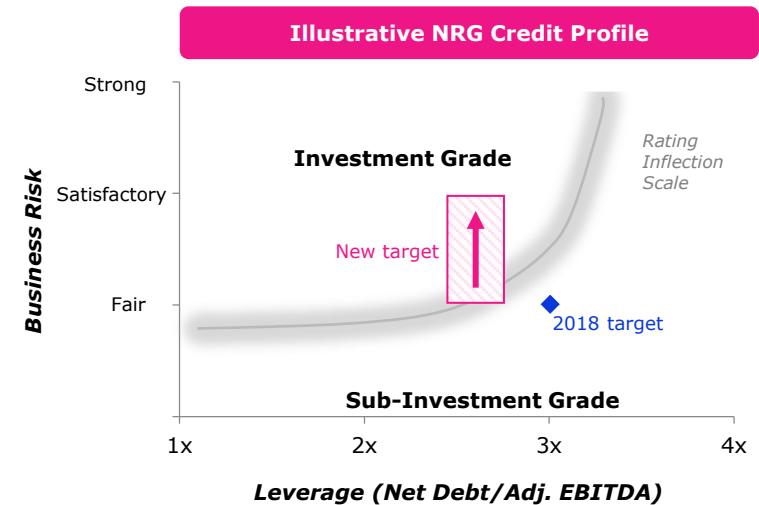 Illustrative NRG Credit Profile
Strong
Satisfactory
Fair
Business Risk
Investment Grade
Rating
Inflection
Scale
New target
2018 target
Sub-Investment Grade
1x
2x
3x
4x
Leverage (Net Debt/Adj. EBITDA)